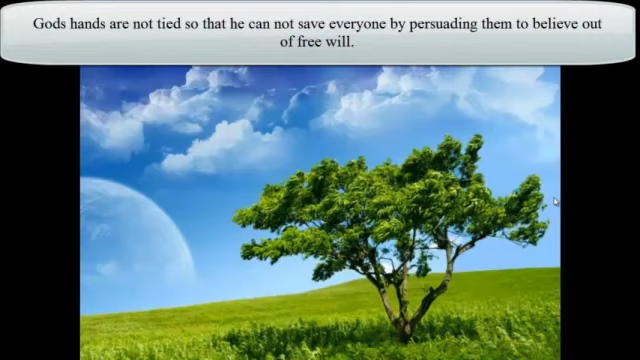 Gods hands are not tied so that he can not save everyone by persuading them to believe out
of free will.